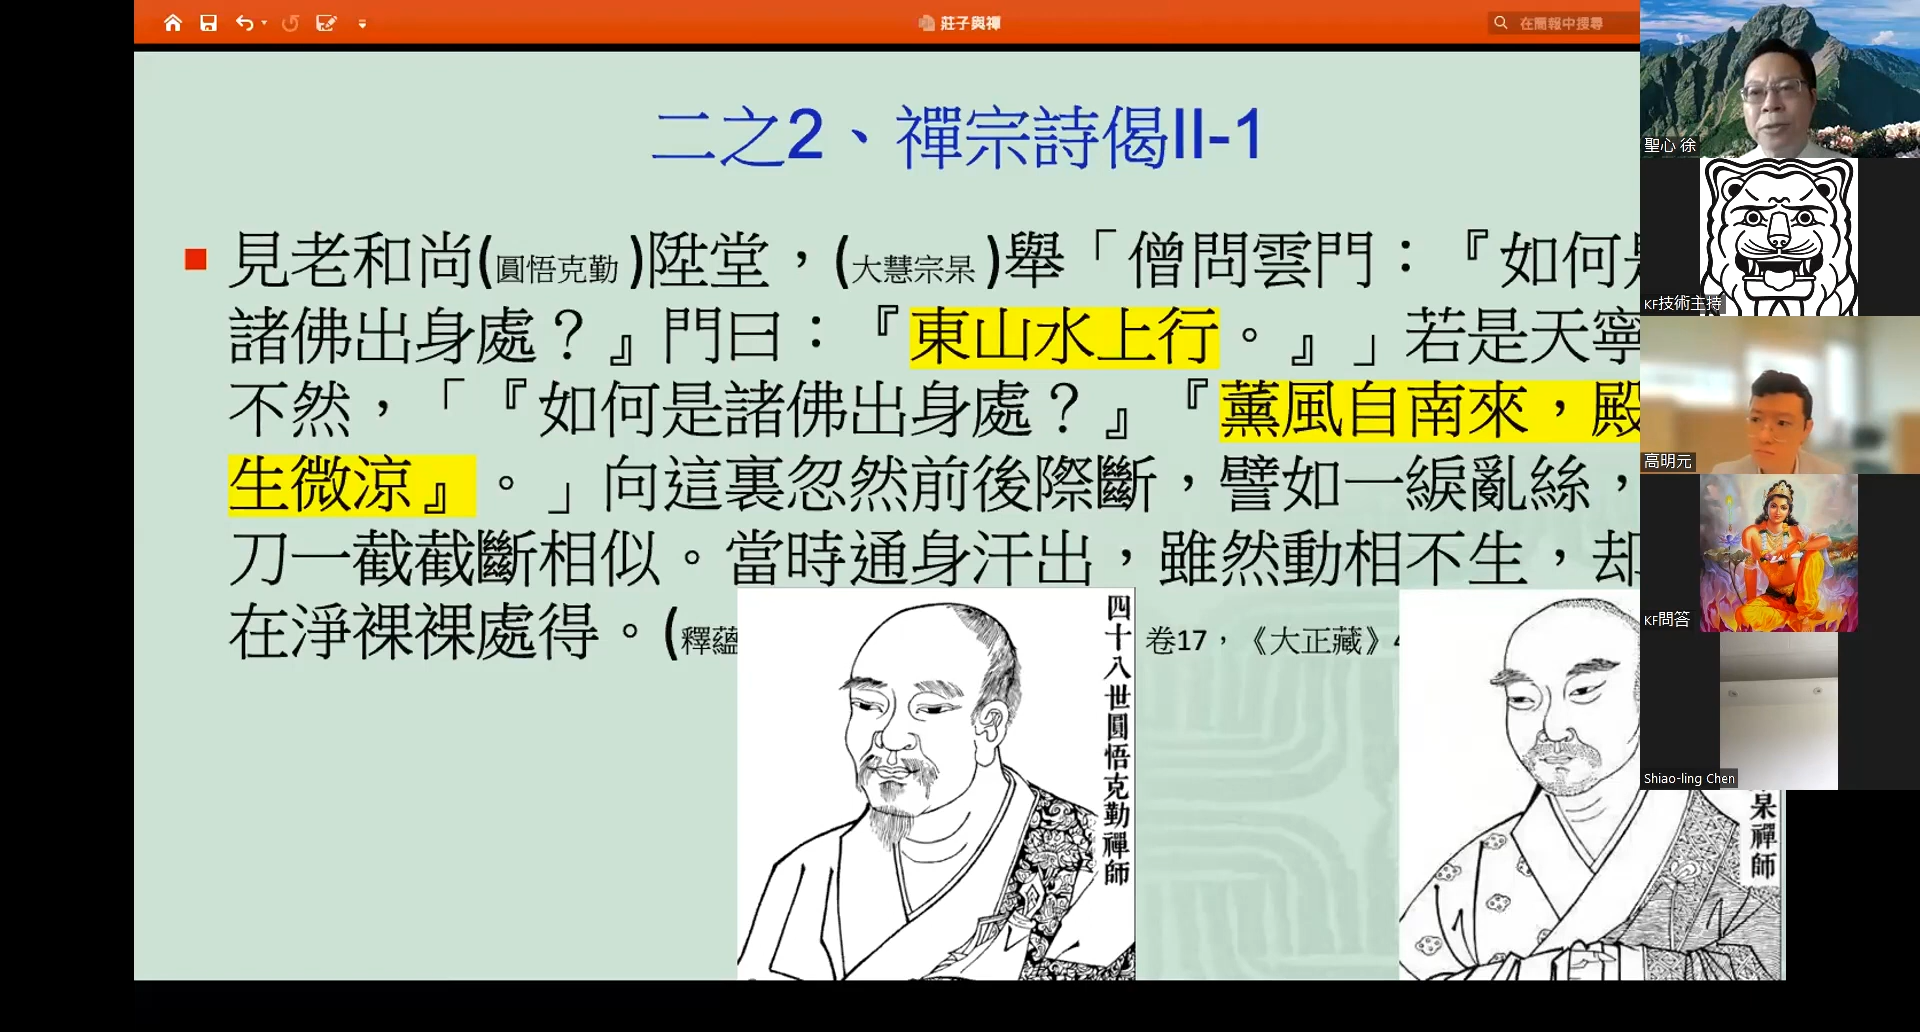 莊子與禪
在簡報中搜尋
二之2、禪宗詩偈II-1
見老和尚(圓悟克勤)陞堂，(大慧宗杲)舉「僧問雲門：『如何
諸佛出身處？』門曰：『東山水上行。』」若是天寧
不然，「『如何是諸佛出身處？』『薰風自南來，殿
生微涼』。」向這裏忽然前後際斷，譬如一綟亂絲，
刀一截截斷相似。當時通身汗出，雖然動相不生，却
在淨裸裸處得。(釋蘊
卷17，《大正藏》4
四十八世圓悟克勤禪師
杲禪師
聖心 徐
KF技術主持
高明元
KF問答
Shiao-ling Chen